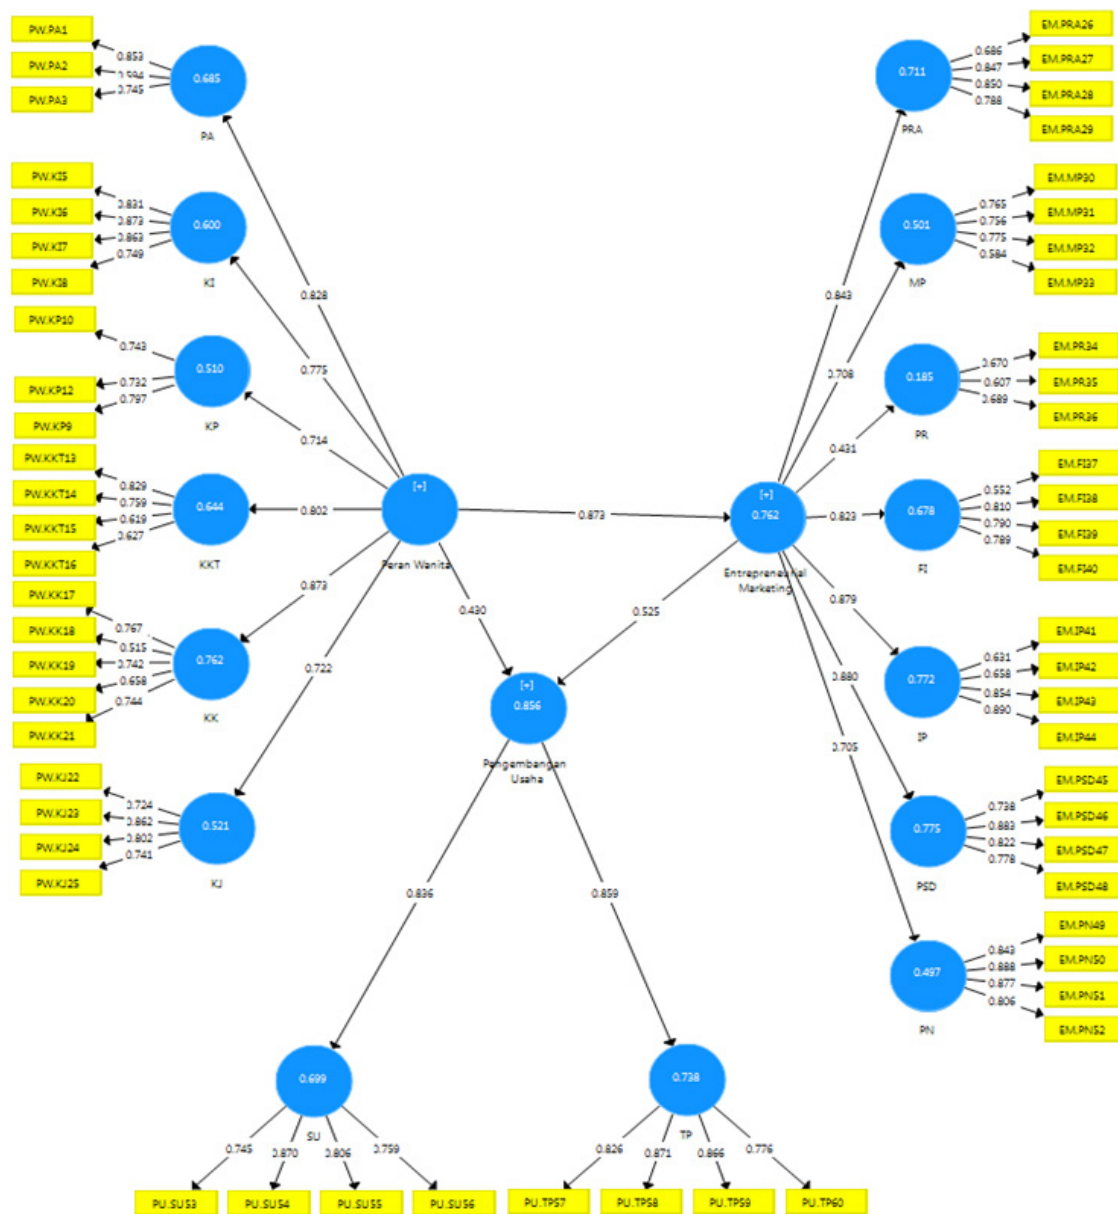 PW.PA1
PW.PA2
PW.PA3
0.853
0.594
0.745
0.685
PA
PW.KI5
PW.KI6
PW.KI7
PW.KI8
0.831
0.873
0.863
0.749
0.600
KI
PW.KP10
PW.KP12
PW.KP9
0.743
0.732
0.797
0.510
KP
PW.KKT13
PW.KKT14
PW.KKT15
PW.KKT16
0.829
0.759
0.619
0.627
0.644
KKT
PW.KK17
PW.KK18
PW.KK19
PW.KK20
PW.KK21
0.767
0.515
0.742
0.658
0.744
0.762
KK
PW.KJ22
PW.KJ23
PW.KJ24
PW.KJ25
0.724
0.862
0.802
0.741
0.521
KJ
0.828
0.775
0.714
0.802
0.873
0.722
[+]
Peran Wanita
0.873
0.430
0.525
[+]
0.762
Entrepreneurial
Marketing
[+]
0.856
Pengembangan
Usaha
0.843
0.708
0.431
0.823
0.879
0.880
0.705
0.711
PRA
0.686
0.847
0.850
0.788
EM.PRA26
EM.PRA27
EM.PRA28
EM.PRA29
0.501
MP
0.765
0.756
0.775
0.584
EM.MP30
EM.MP31
EM.MP32
EM.MP33
0.185
PR
0.670
0.607
0.689
EM.PR34
EM.PR35
EM.PR36
0.678
FI
0.552
0.810
0.790
0.789
EM.FI37
EM.FI38
EM.FI39
EM.FI40
0.772
IP
0.631
0.658
0.854
0.890
EM.IP41
EM.IP42
EM.IP43
EM.IP44
0.775
PSD
0.738
0.883
0.822
0.778
EM.PSD45
EM.PSD46
EM.PSD47
EM.PSD48
0.497
PN
0.843
0.888
0.877
0.806
EM.PN49
EM.PN50
EM.PN51
EM.PN52
0.836
0.859
0.699
SU
0.745
0.870
0.806
0.759
PU.SU53
PU.SU54
PU.SU55
PU.SU56
0.738
TP
0.826
0.871
0.866
0.776
PU.TP57
PU.TP58
PU.TP59
PU.TP60